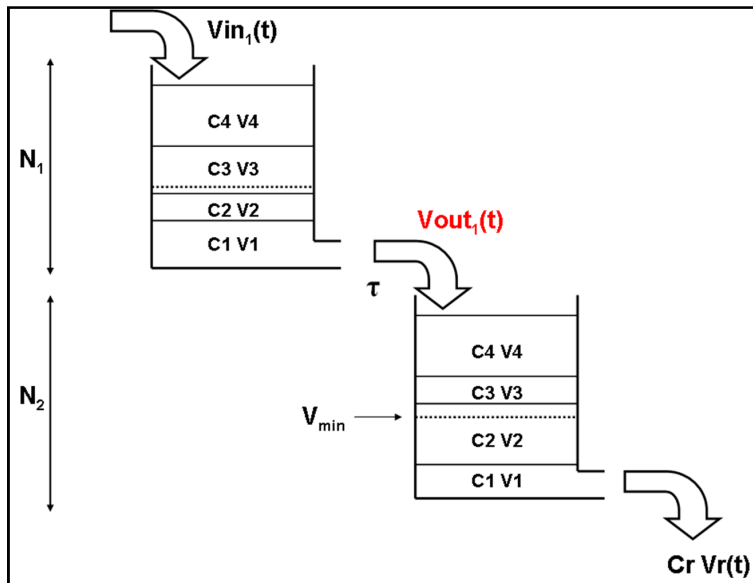 Vin₁(t)
N₁
C4 V4
C3 V3
C2 V2
C1 V1
Vout₁(t)
τ
N₂
C4 V4
C3 V3
V_min
C2 V2
C1 V1
Cr Vr(t)